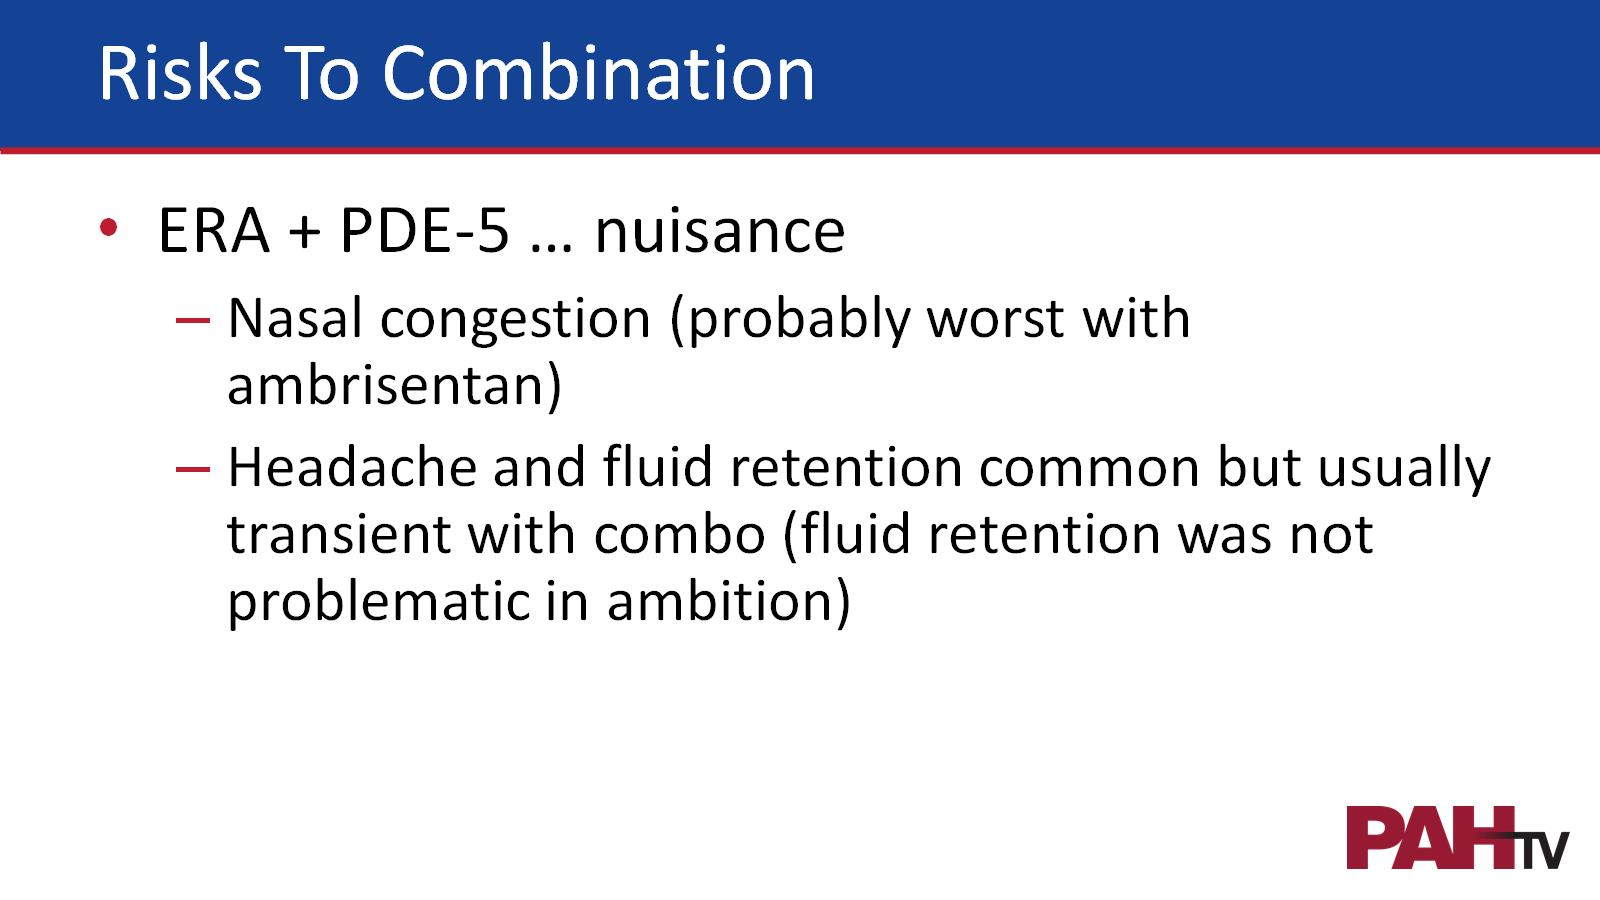 Risks To Combination
• ERA + PDE-5 … nuisance
– Nasal congestion (probably worst with
ambrisentan)
– Headache and fluid retention common but usually
transient with combo (fluid retention was not
problematic in ambition)
PAHTV